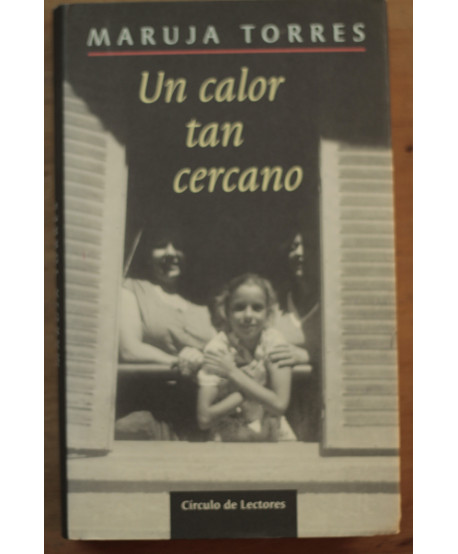 MARUJA TORRES
Un calor
tan
cercano
Círculo de Lectores